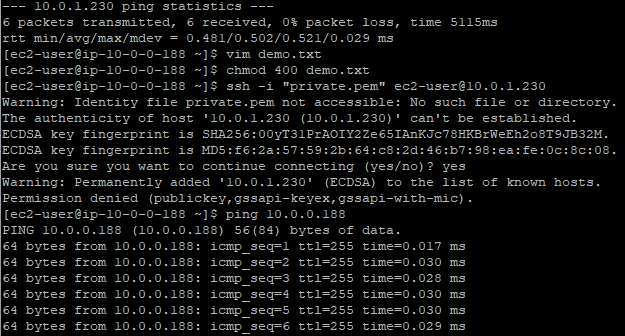 --- 10.0.1.230 ping statistics ---
6 packets transmitted, 6 received, 0% packet loss, time 5115ms
rtt min/avg/max/mdev = 0.481/0.502/0.521/0.029 ms
[ec2-user@ip-10-0-0-188 ~]$ vim demo.txt
[ec2-user@ip-10-0-0-188 ~]$ chmod 400 demo.txt
[ec2-user@ip-10-0-0-188 ~]$ ssh -i "private.pem" ec2-user@10.0.1.230
Warning: Identity file private.pem not accessible: No such file or directory.
The authenticity of host '10.0.1.230 (10.0.1.230)' can't be established.
ECDSA key fingerprint is SHA256:00yT31PrAOIY2Ze65IAnKJc78HKBrWeEh2o8T9JB32M.
ECDSA key fingerprint is MD5:f6:2a:57:59:2b:64:c8:2d:46:b7:98:ea:fe:0c:8c:08.
Are you sure you want to continue connecting (yes/no)? yes
Warning: Permanently added '10.0.1.230' (ECDSA) to the list of known hosts.
Permission denied (publickey,gssapi-keyex,gssapi-with-mic).
[ec2-user@ip-10-0-0-188 ~]$ ping 10.0.0.188
PING 10.0.0.188 (10.0.0.188) 56(84) bytes of data.
64 bytes from 10.0.0.188: icmp_seq=1 ttl=255 time=0.017 ms
64 bytes from 10.0.0.188: icmp_seq=2 ttl=255 time=0.030 ms
64 bytes from 10.0.0.188: icmp_seq=3 ttl=255 time=0.028 ms
64 bytes from 10.0.0.188: icmp_seq=4 ttl=255 time=0.030 ms
64 bytes from 10.0.0.188: icmp_seq=5 ttl=255 time=0.030 ms
64 bytes from 10.0.0.188: icmp_seq=6 ttl=255 time=0.029 ms